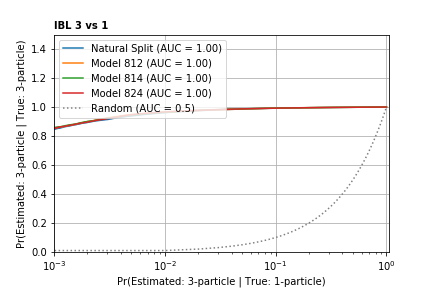 IBL 3 vs 1
Pr(Estimated: 3-particle | True: 3-particle)
1.4
1.2
1.0
0.8
0.6
0.4
0.2
0.0
Natural Split (AUC = 1.00)
Model 812 (AUC = 1.00)
Model 814 (AUC = 1.00)
Model 824 (AUC = 1.00)
Random (AUC = 0.5)
10⁻³ 10⁻² 10⁻¹ 10⁰
Pr(Estimated: 3-particle | True: 1-particle)